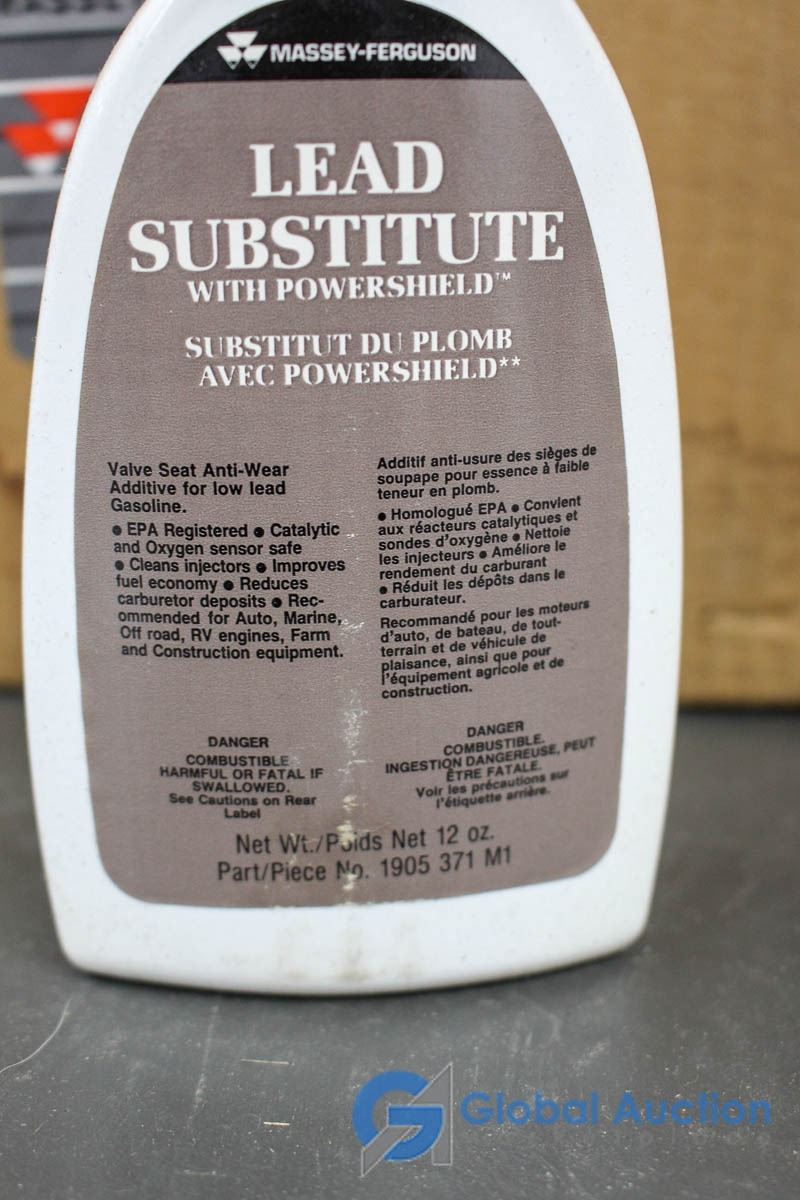 MASSEY-FERGUSON
LEAD
SUBSTITUTE
WITH POWERSHIELD™
SUBSTITUT DU PLOMB
AVEC POWERSHIELD**
Valve Seat Anti-Wear
Additive for low lead
Gasoline.
● EPA Registered ● Catalytic
and Oxygen sensor safe
● Cleans injectors ● Improves
fuel economy ● Reduces
carburetor deposits ● Rec-
ommended for Auto, Marine,
Off road, RV engines, Farm
and Construction equipment.
Additif anti-usure des sièges de
soupape pour essence à faible
teneur en plomb.
● Homologué EPA ● Convient
aux réacteurs catalytiques et
sondes d'oxygène ● Nettoie
les injecteurs ● Améliore le
rendement du carburant
● Réduit les dépôts dans le
carburateur.
Recommandé pour les moteurs
d'auto, de bateau, de tout-
terrain et de véhicule de
plaisance, ainsi que pour
l'équipement agricole et de
construction.
DANGER
COMBUSTIBLE
HARMFUL OR FATAL IF
SWALLOWED.
See Cautions on Rear
Label
DANGER
COMBUSTIBLE.
INGESTION DANGEREUSE, PEUT
ÊTRE FATALE.
Voir les précautions sur
l'étiquette arrière.
Net Wt./Poids Net 12 oz.
Part/Piece No. 1905 371 M1
Global Auction